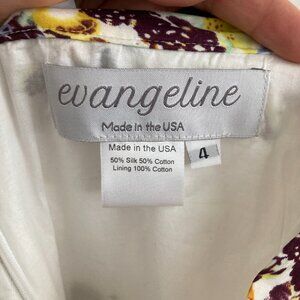 evangeline
Made in the USA
Made in the USA
50% Silk 50% Cotton
Lining 100% Cotton
4